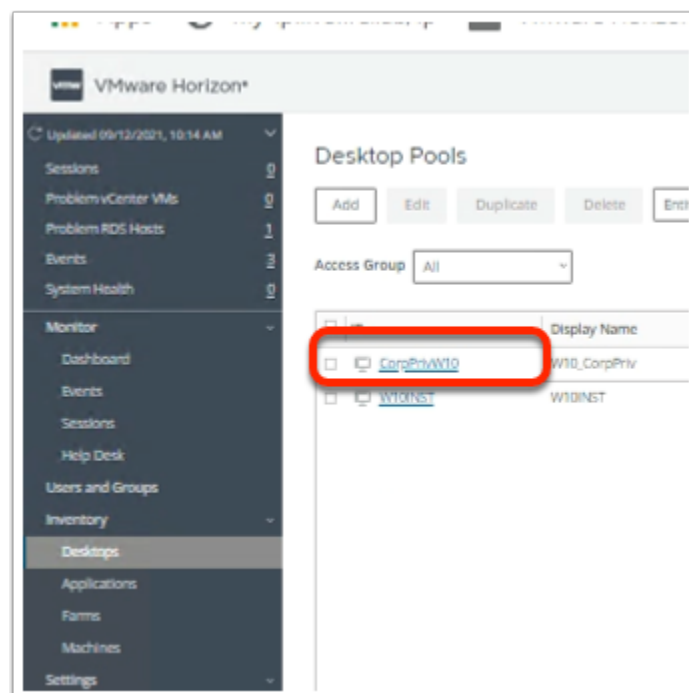 Apps
vmw VMware Horizon®
Updated 09/12/2021, 10:14 AM
Sessions 0
Problem vCenter VMs 0
Problem RDS Hosts 1
Events 3
System Health 0
Monitor
Dashboard
Events
Sessions
Help Desk
Users and Groups
Inventory
Desktops
Applications
Farms
Machines
Settings
Desktop Pools
Add Edit Duplicate Delete
Access Group All
Display Name
CorpPrivW10 W10_CorpPriv
W10INST W10INST